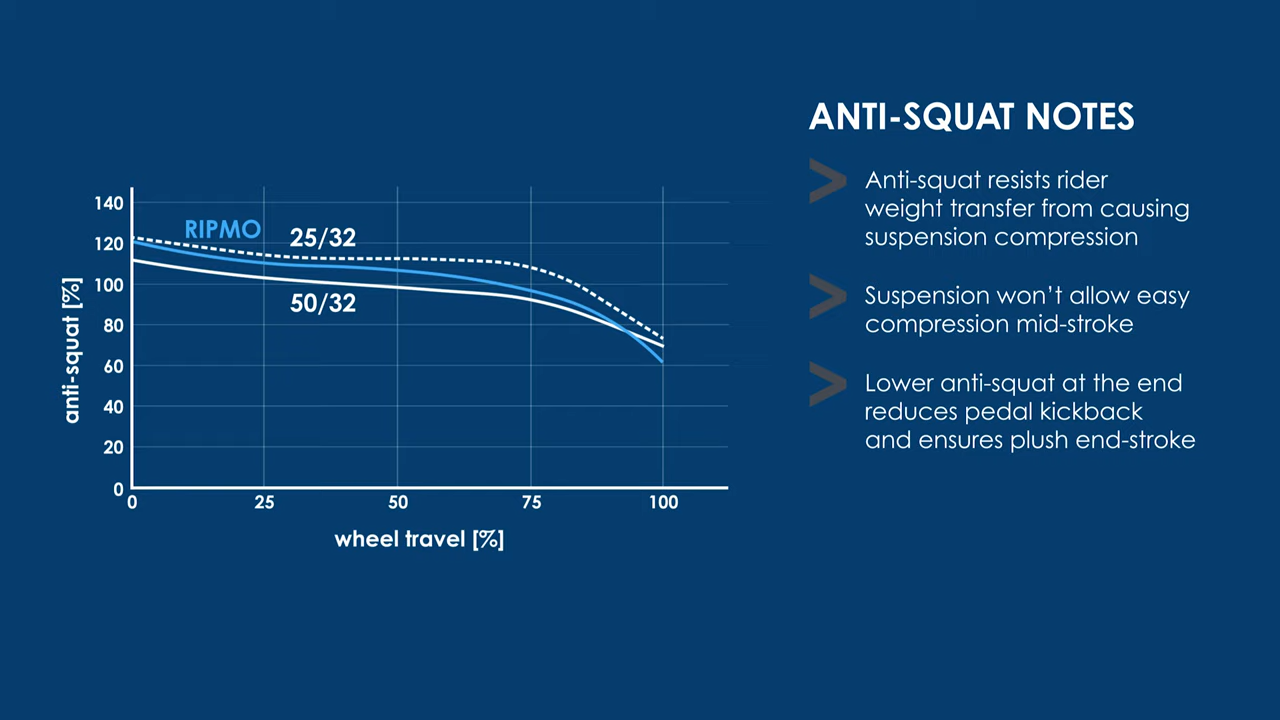 ANTI-SQUAT NOTES
> Anti-squat resists rider
weight transfer from causing
suspension compression
> Suspension won’t allow easy
compression mid-stroke
> Lower anti-squat at the end
reduces pedal kickback
and ensures plush end-stroke
anti-squat [%]
140
120
100
80
60
40
20
0
RIPMO
25/32
50/32
0 25 50 75 100
wheel travel [%]